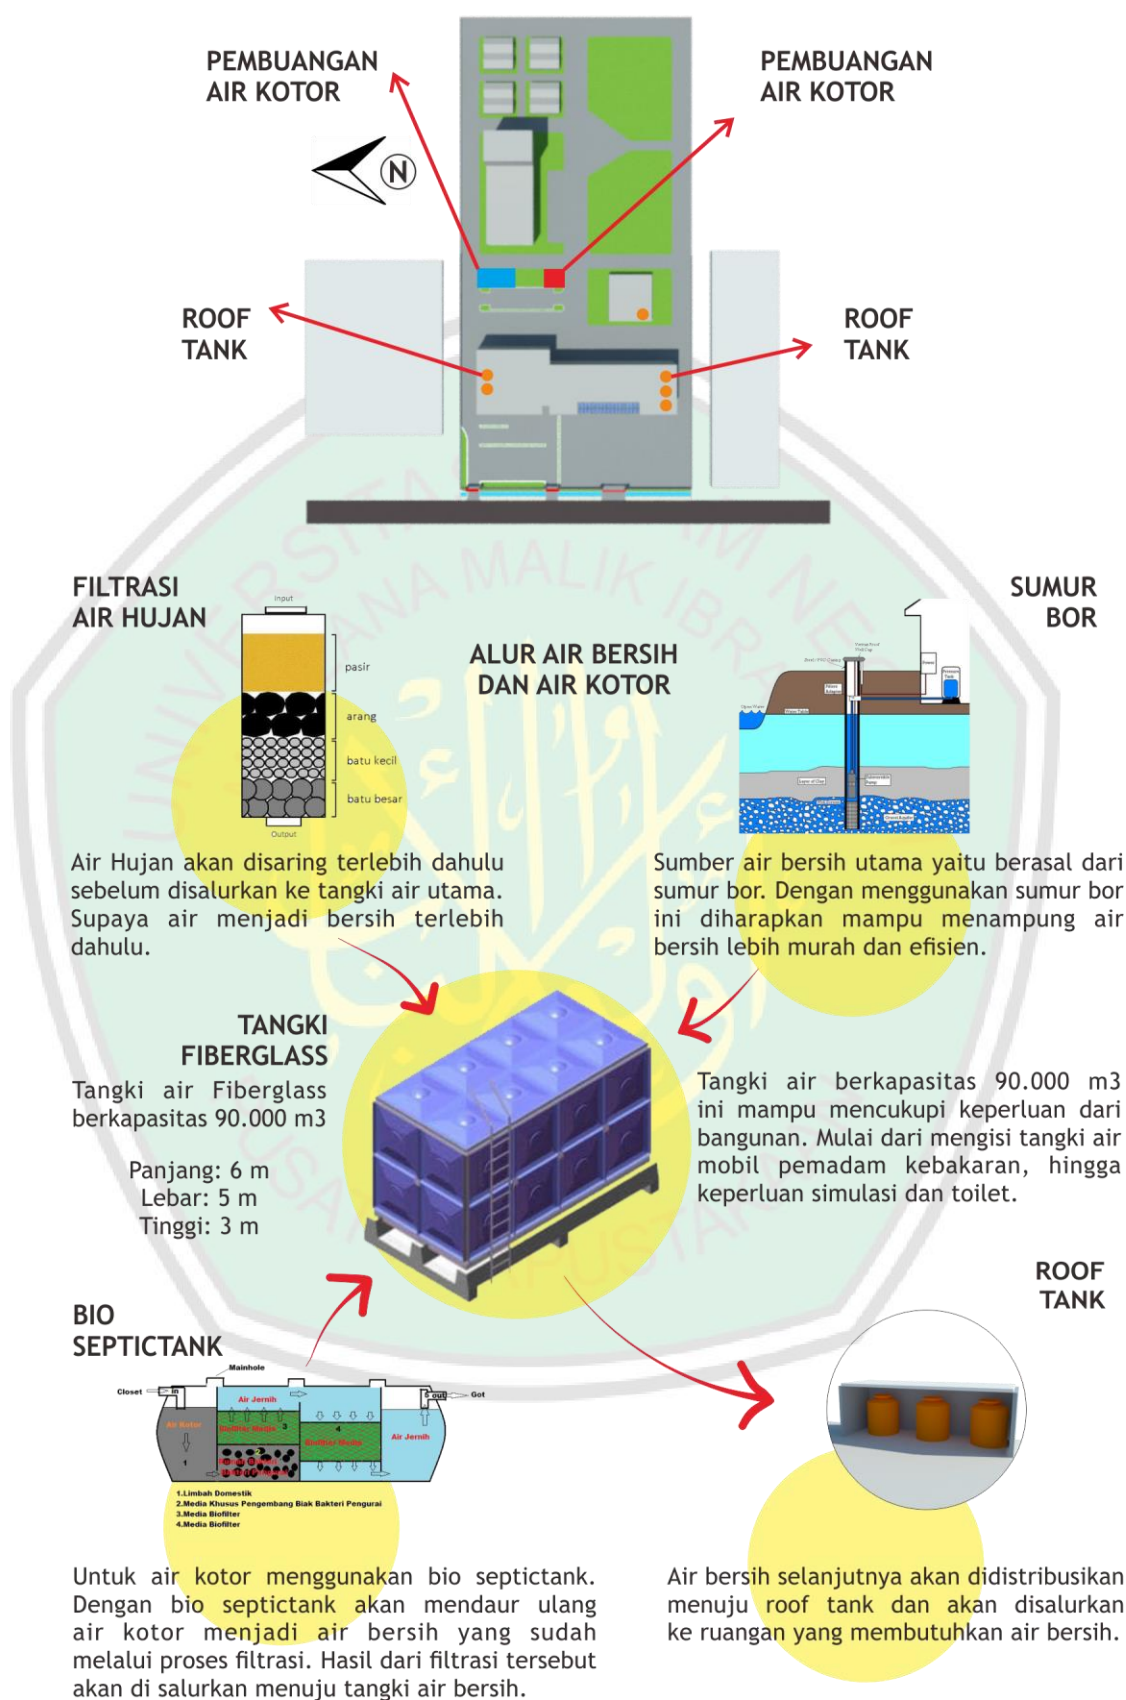 PEMBUANGAN
AIR KOTOR
PEMBUANGAN
AIR KOTOR
N
ROOF
TANK
ROOF
TANK
FILTRASI
AIR HUJAN
Input
pasir
arang
batu kecil
batu besar
Output
ALUR AIR BERSIH
DAN AIR KOTOR
SUMUR
BOR
Air Hujan akan disaring terlebih dahulu
sebelum disalurkan ke tangki air utama.
Supaya air menjadi bersih terlebih
dahulu.
Sumber air bersih utama yaitu berasal dari
sumur bor. Dengan menggunakan sumur bor
ini diharapkan mampu menampung air
bersih lebih murah dan efisien.
TANGKI
FIBERGLASS
Tangki air Fiberglass
berkapasitas 90.000 m3
Panjang: 6 m
Lebar: 5 m
Tinggi: 3 m
Tangki air berkapasitas 90.000 m3
ini mampu mencukupi keperluan dari
bangunan. Mulai dari mengisi tangki air
mobil pemadam kebakaran, hingga
keperluan simulasi dan toilet.
BIO
SEPTICTANK
Mainhole
Closet
in
out
Got
Air Kotor
Air Jernih
Biofilter Media
3
4
Biofilter Media
Air Jernih
1
2
1.Limbah Domestik
2.Media Khusus Pengembang Biak Bakteri Pengurai
3.Media Biofilter
4.Media Biofilter
ROOF
TANK
Untuk air kotor menggunakan bio septictank.
Dengan bio septictank akan mendaur ulang
air kotor menjadi air bersih yang sudah
melalui proses filtrasi. Hasil dari filtrasi tersebut
akan di salurkan menuju tangki air bersih.
Air bersih selanjutnya akan didistribusikan
menuju roof tank dan akan disalurkan
ke ruangan yang membutuhkan air bersih.